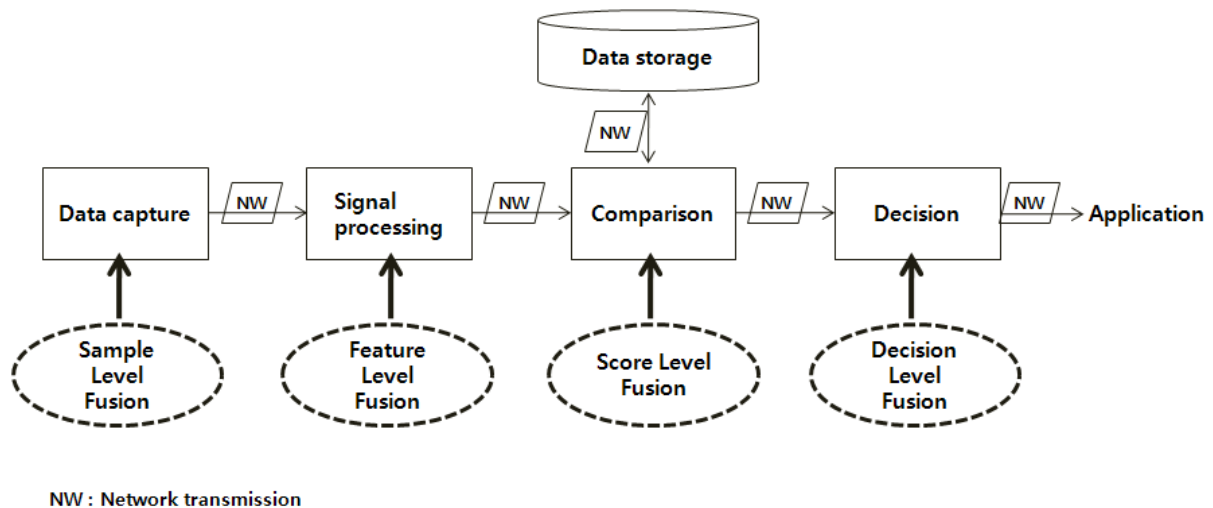 Data storage
NW
Data capture
NW
Signal
processing
NW
Comparison
NW
Decision
NW
Application
Sample
Level
Fusion
Feature
Level
Fusion
Score Level
Fusion
Decision
Level
Fusion
NW : Network transmission